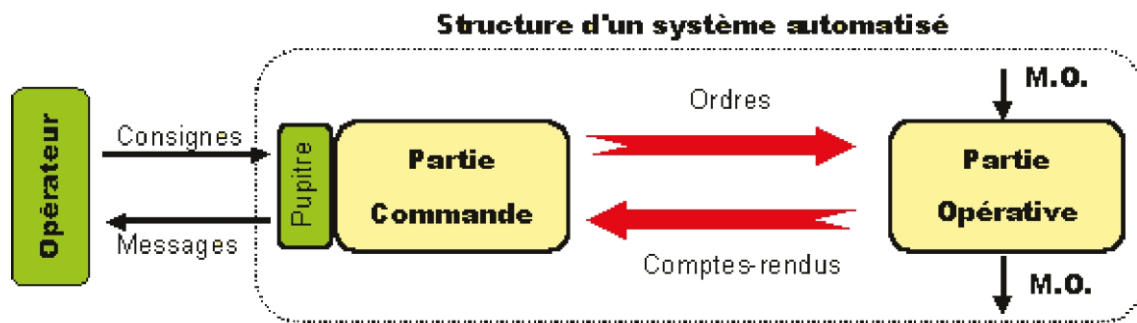 Structure d'un système automatisé
M.O.
Ordres
Opérateur
Consignes
Pupitre
Partie
Commande
Partie
Opérative
Messages
Comptes-rendus
M.O.